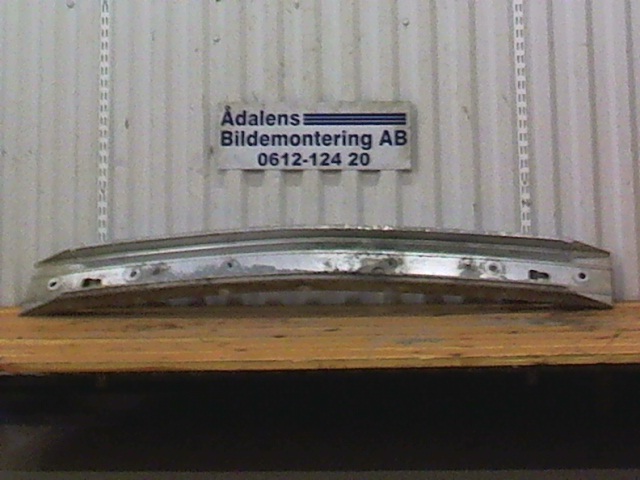 Ådalens
Bildemontering AB
0612-124 20